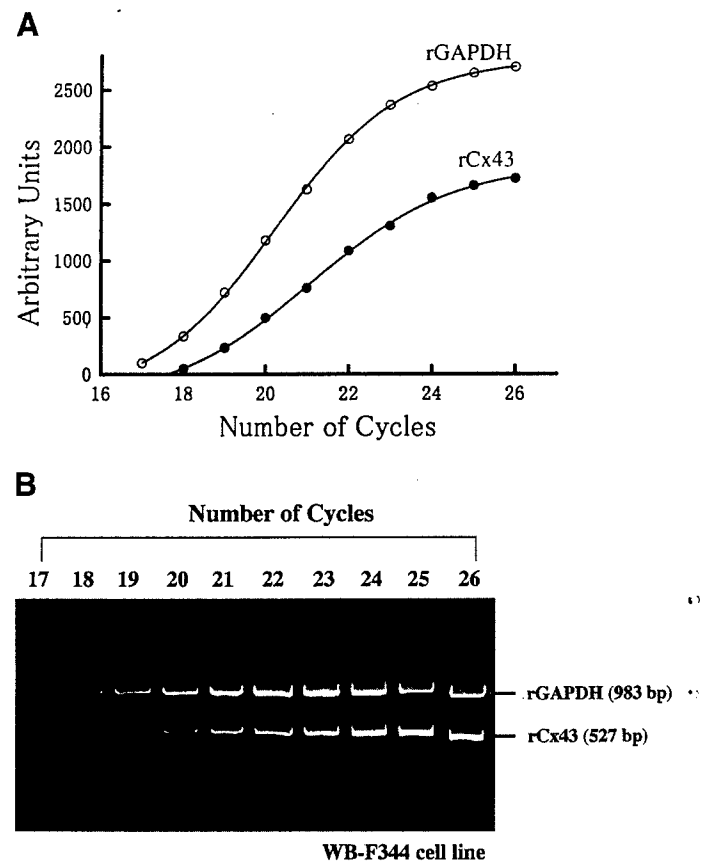 A
rGAPDH
rCx43
2500
2000
1500
1000
500
0
Arbitrary Units
16 18 20 22 24 26
Number of Cycles
B
Number of Cycles
17 18 19 20 21 22 23 24 25 26
rGAPDH (983 bp)
rCx43 (527 bp)
WB-F344 cell line